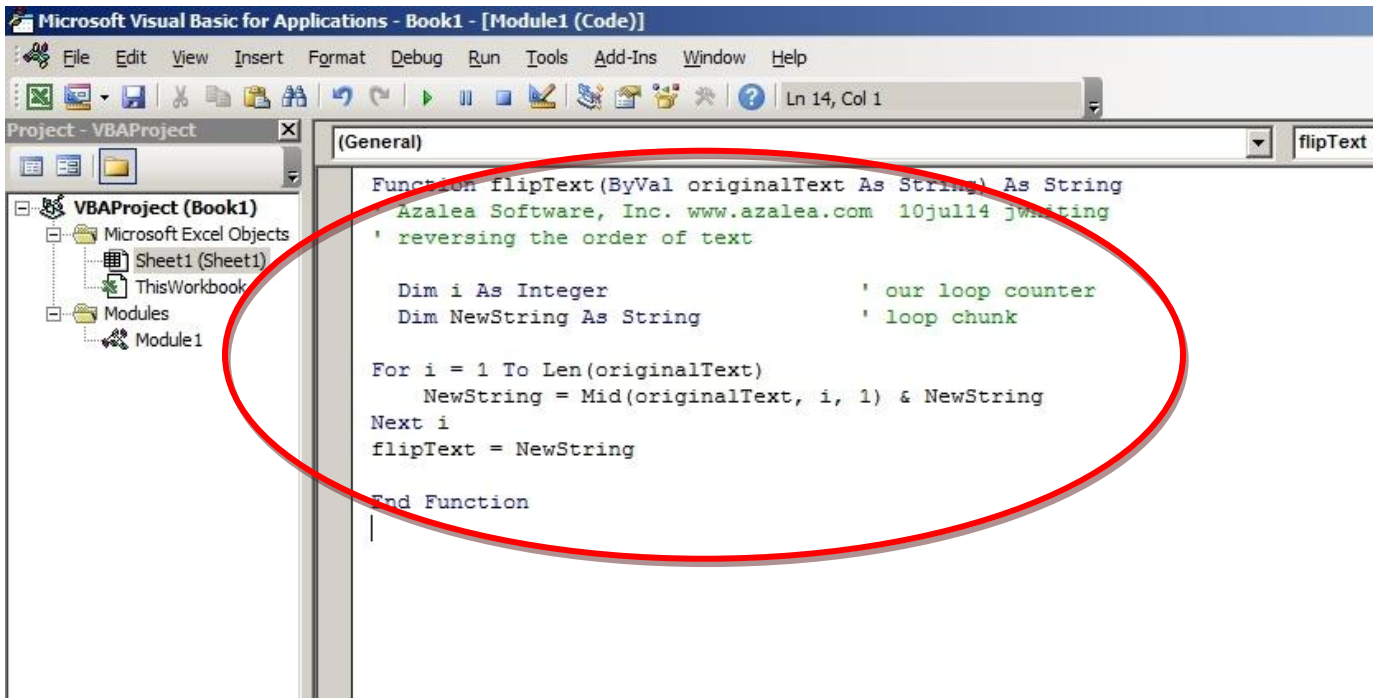 Microsoft Visual Basic for Applications - Book1 - [Module1 (Code)]
File Edit View Insert Format Debug Run Tools Add-Ins Window Help
Ln 14, Col 1
Project - VBAProject
(General) flipText
VBAProject (Book1)
Microsoft Excel Objects
Sheet1 (Sheet1)
ThisWorkbook
Modules
Module1
Function flipText(ByVal originalText As String) As String
' Azalea Software, Inc. www.azalea.com 10jul14 jwhiting
' reversing the order of text
Dim i As Integer ' our loop counter
Dim NewString As String ' loop chunk
For i = 1 To Len(originalText)
NewString = Mid(originalText, i, 1) & NewString
Next i
flipText = NewString
End Function